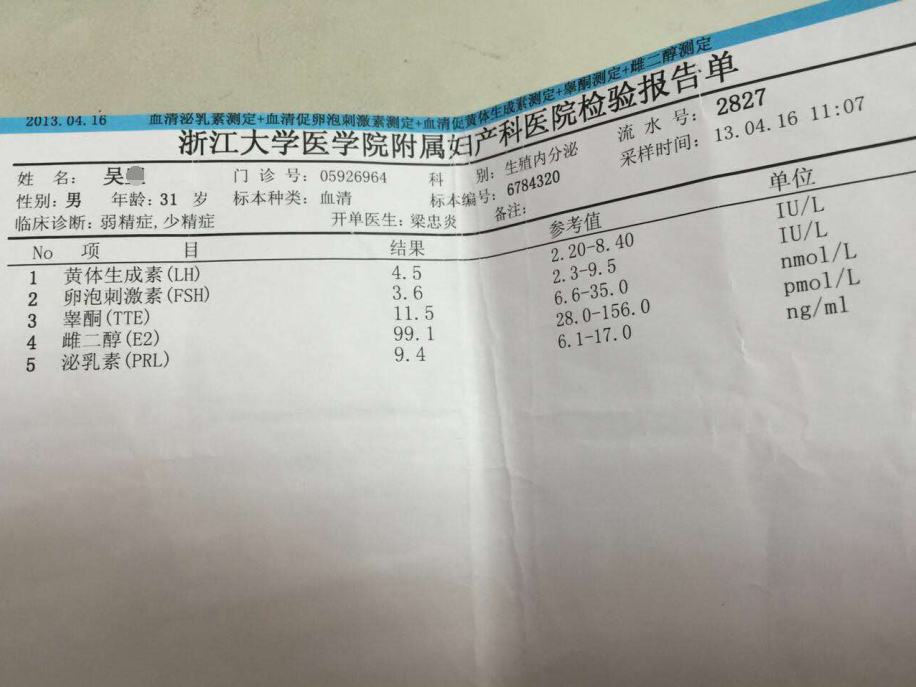 2013.04.16 血清泌乳素测定+血清促卵泡刺激素测定+血清促黄体生成素测定+睾酮测定+雌二醇测定
浙江大学医学院附属妇产科医院检验报告单
流 水 号: 2827
姓 名: 吴 门 诊 号: 05926964 科 别: 生殖内分泌 采样时间: 13.04.16 11:07
性别: 男 年龄: 31 岁 标本种类: 血清 标本编号: 6784320
临床诊断: 弱精症, 少精症 开单医生: 梁忠炎 备注:
No 项 目 结果 参考值 单位
1 黄体生成素(LH) 4.5 2.20-8.40 IU/L
2 卵泡刺激素(FSH) 3.6 2.3-9.5 IU/L
3 睾酮(TTE) 11.5 6.6-35.0 nmol/L
4 雌二醇(E2) 99.1 28.0-156.0 pmol/L
5 泌乳素(PRL) 9.4 6.1-17.0 ng/ml